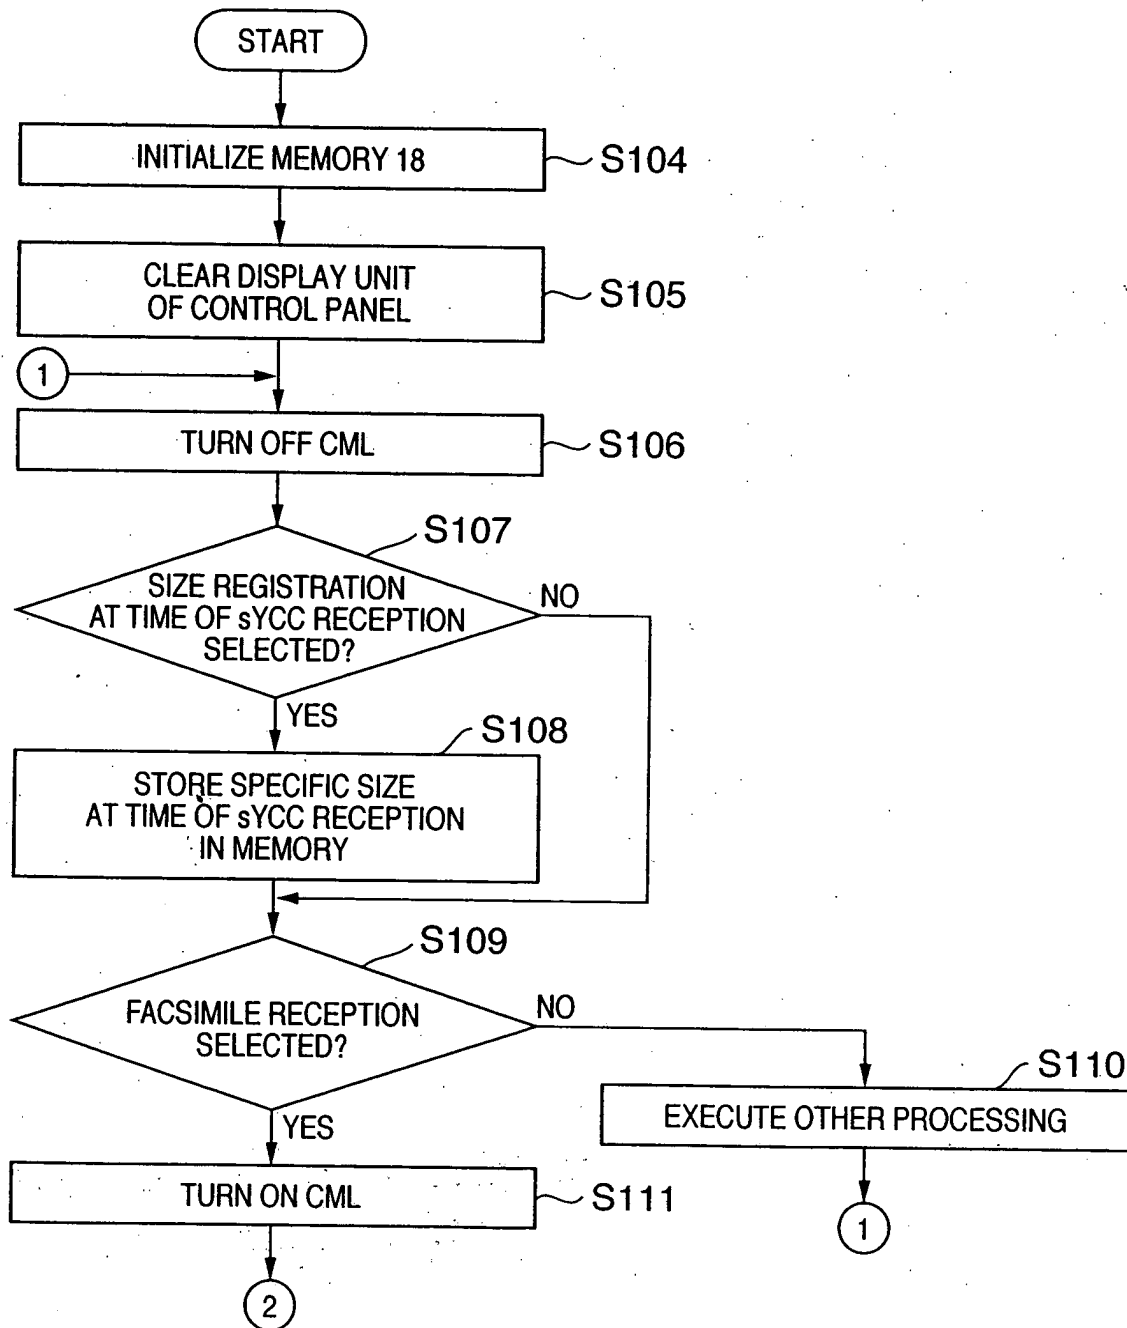 START
INITIALIZE MEMORY 18
S104
CLEAR DISPLAY UNIT
OF CONTROL PANEL
S105
1
TURN OFF CML
S106
S107
SIZE REGISTRATION
AT TIME OF sYCC RECEPTION
SELECTED?
NO
YES
S108
STORE SPECIFIC SIZE
AT TIME OF sYCC RECEPTION
IN MEMORY
S109
FACSIMILE RECEPTION
SELECTED?
NO
S110
EXECUTE OTHER PROCESSING
YES
TURN ON CML
S111
1
2